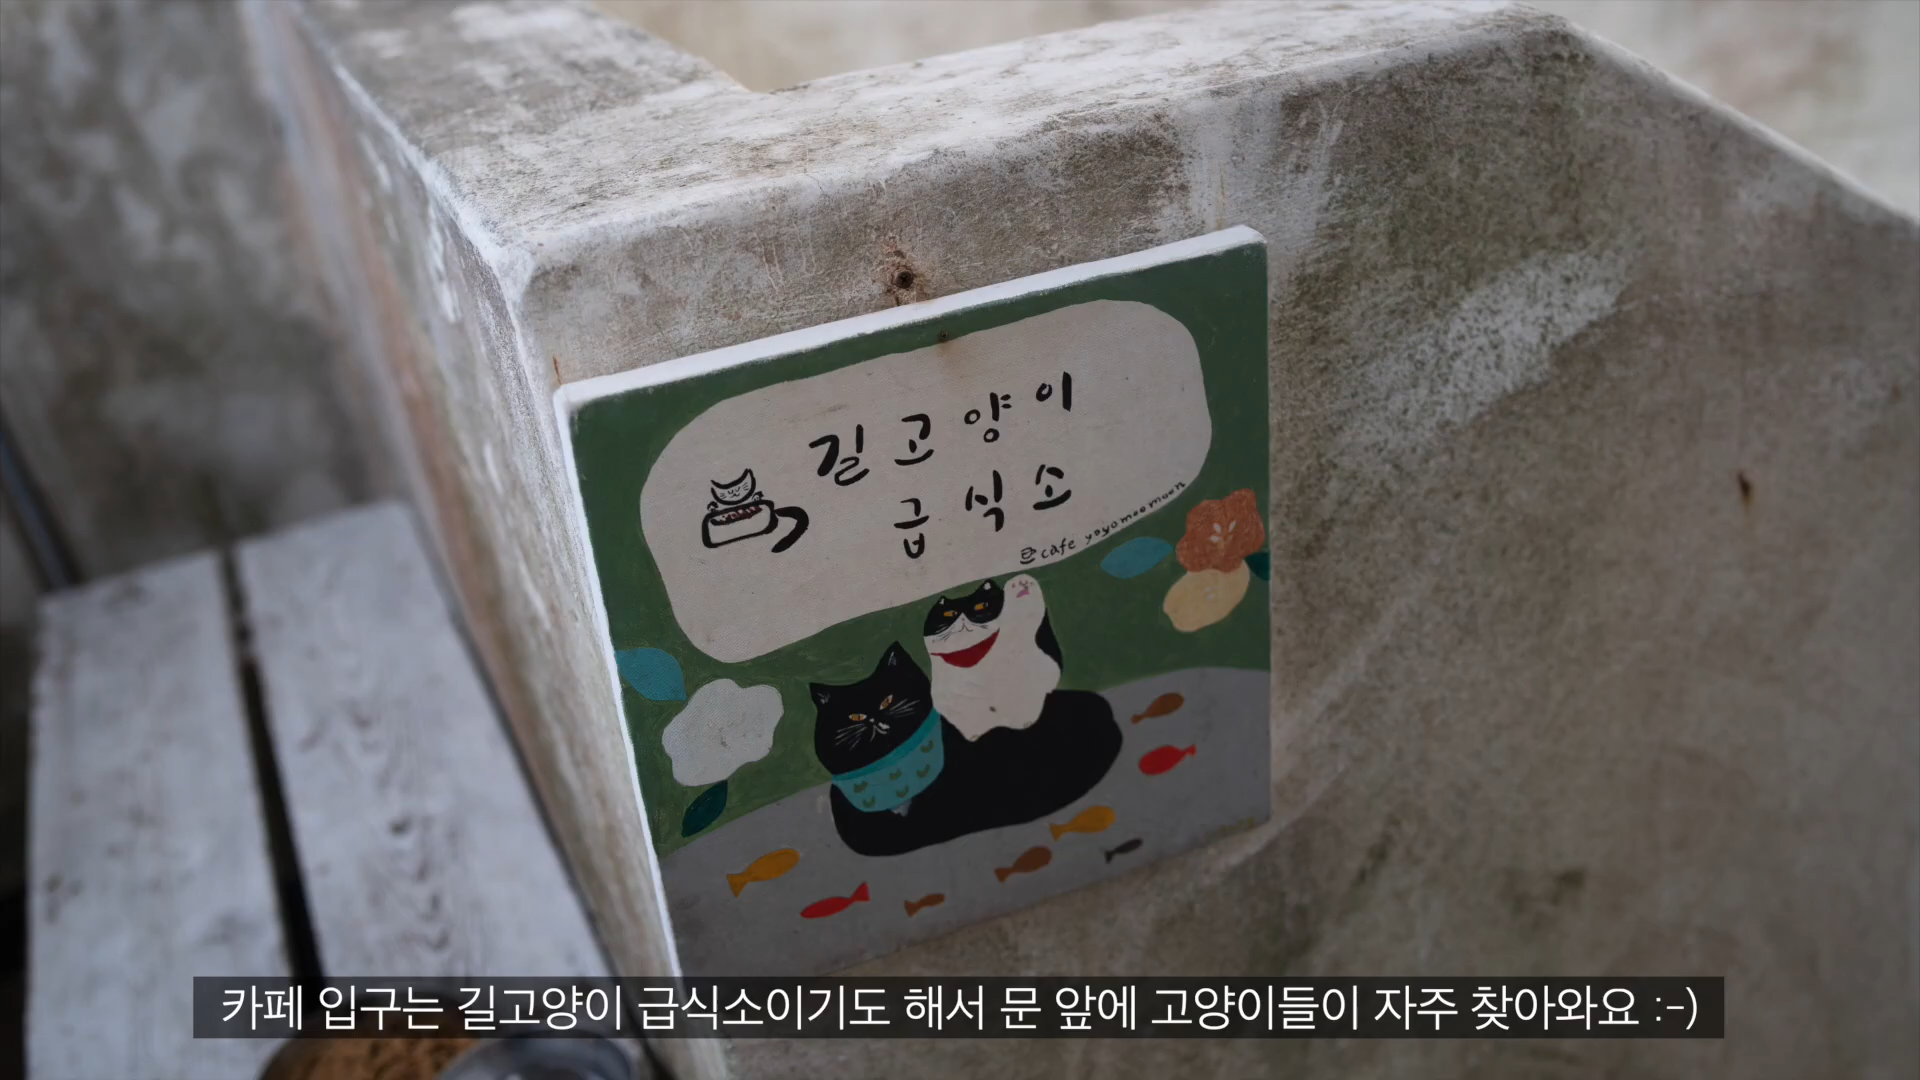 길고양이
급식소
cafe yoyomoomoon
카페 입구는 길고양이 급식소이기도 해서 문 앞에 고양이들이 자주 찾아와요 :-)